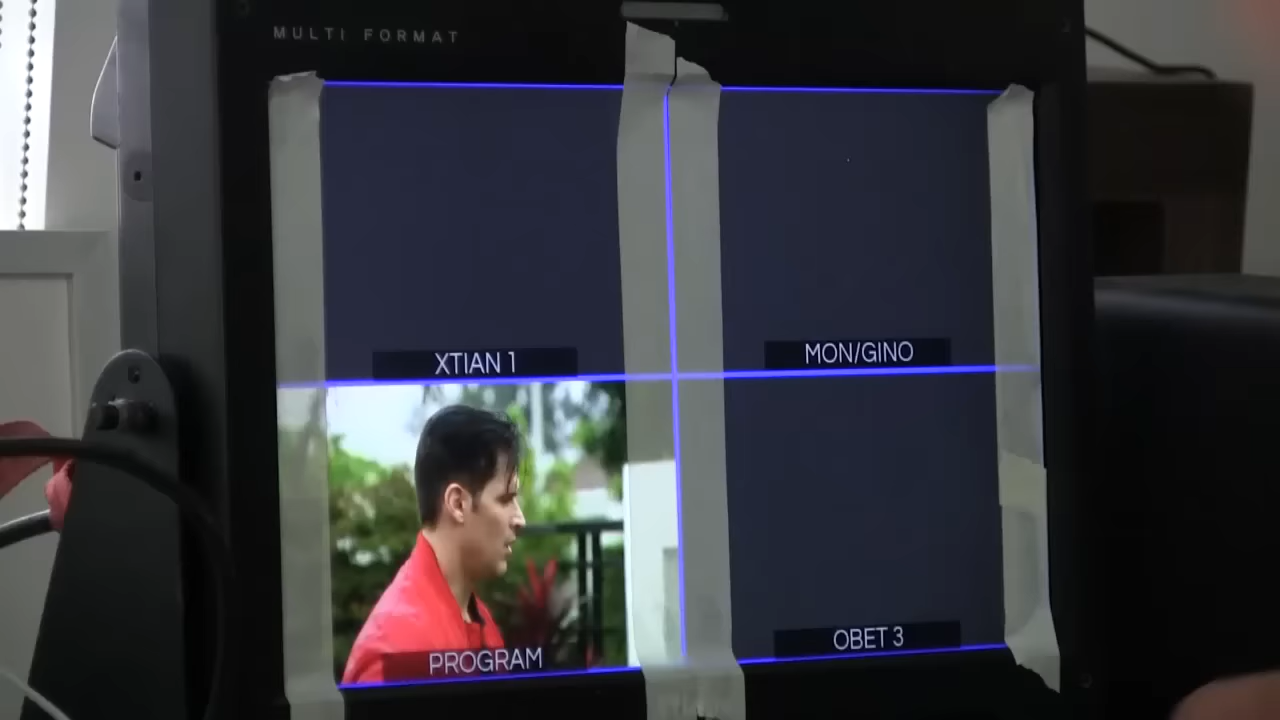 MULTI FORMAT
XTIAN 1
MON/GINO
PROGRAM
OBET 3